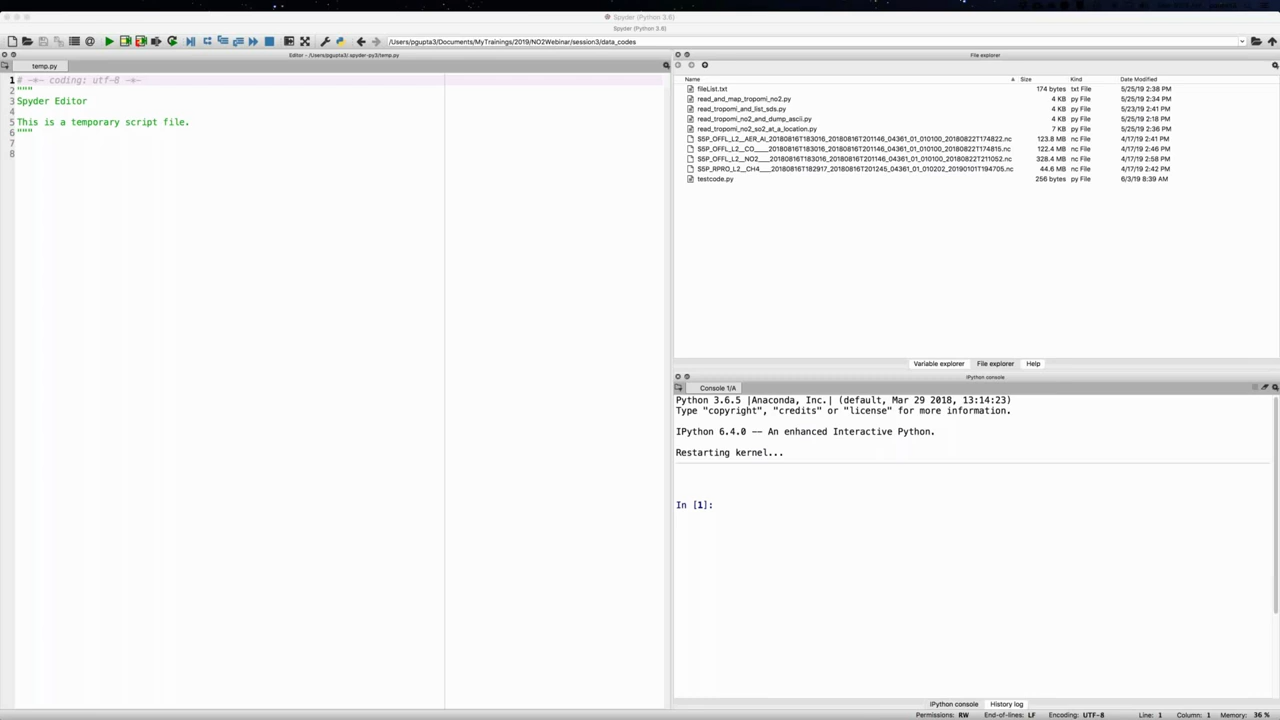 Spyder (Python 3.6)
Spyder (Python 3.6)
/Users/pgupta3/Documents/MyTrainings/2019/NO2Webinar/session3/data_codes
Editor - /Users/pgupta3/.spyder-py3/temp.py
temp.py
1 # -*- coding: utf-8 -*-
2 """
3 Spyder Editor
4
5 This is a temporary script file.
6 """
7
8
File explorer
Name Size Kind Date Modified
fileList.txt 174 bytes txt File 5/25/19 2:38 PM
read_and_map_tropomi_no2.py 4 KB py File 5/25/19 2:34 PM
read_tropomi_and_list_sds.py 4 KB py File 5/23/19 2:41 PM
read_tropomi_no2_and_dump_ascii.py 4 KB py File 5/25/19 2:18 PM
read_tropomi_no2_so2_at_a_location.py 7 KB py File 5/25/19 2:36 PM
S5P_OFFL_L2__AER_AI_20180816T183016_20180816T201146_04361_01_010100_20180822T174822.nc 123.8 MB nc File 4/17/19 2:41 PM
S5P_OFFL_L2__CO_____20180816T183016_20180816T201146_04361_01_010100_20180822T174815.nc 122.4 MB nc File 4/17/19 2:46 PM
S5P_OFFL_L2__NO2____20180816T183016_20180816T201146_04361_01_010100_20180822T211052.nc 328.4 MB nc File 4/17/19 2:58 PM
S5P_RPRO_L2__CH4____20180816T182917_20180816T201245_04361_01_010202_20190101T194705.nc 44.6 MB nc File 4/17/19 2:42 PM
testcode.py 256 bytes py File 6/3/19 8:39 AM
Variable explorer File explorer Help
IPython console
Console 1/A
Python 3.6.5 |Anaconda, Inc.| (default, Mar 29 2018, 13:14:23)
Type "copyright", "credits" or "license" for more information.
IPython 6.4.0 -- An enhanced Interactive Python.
Restarting kernel...
In [1]:
IPython console History log
Permissions: RW End-of-lines: LF Encoding: UTF-8 Line: 1 Column: 1 Memory: 36 %